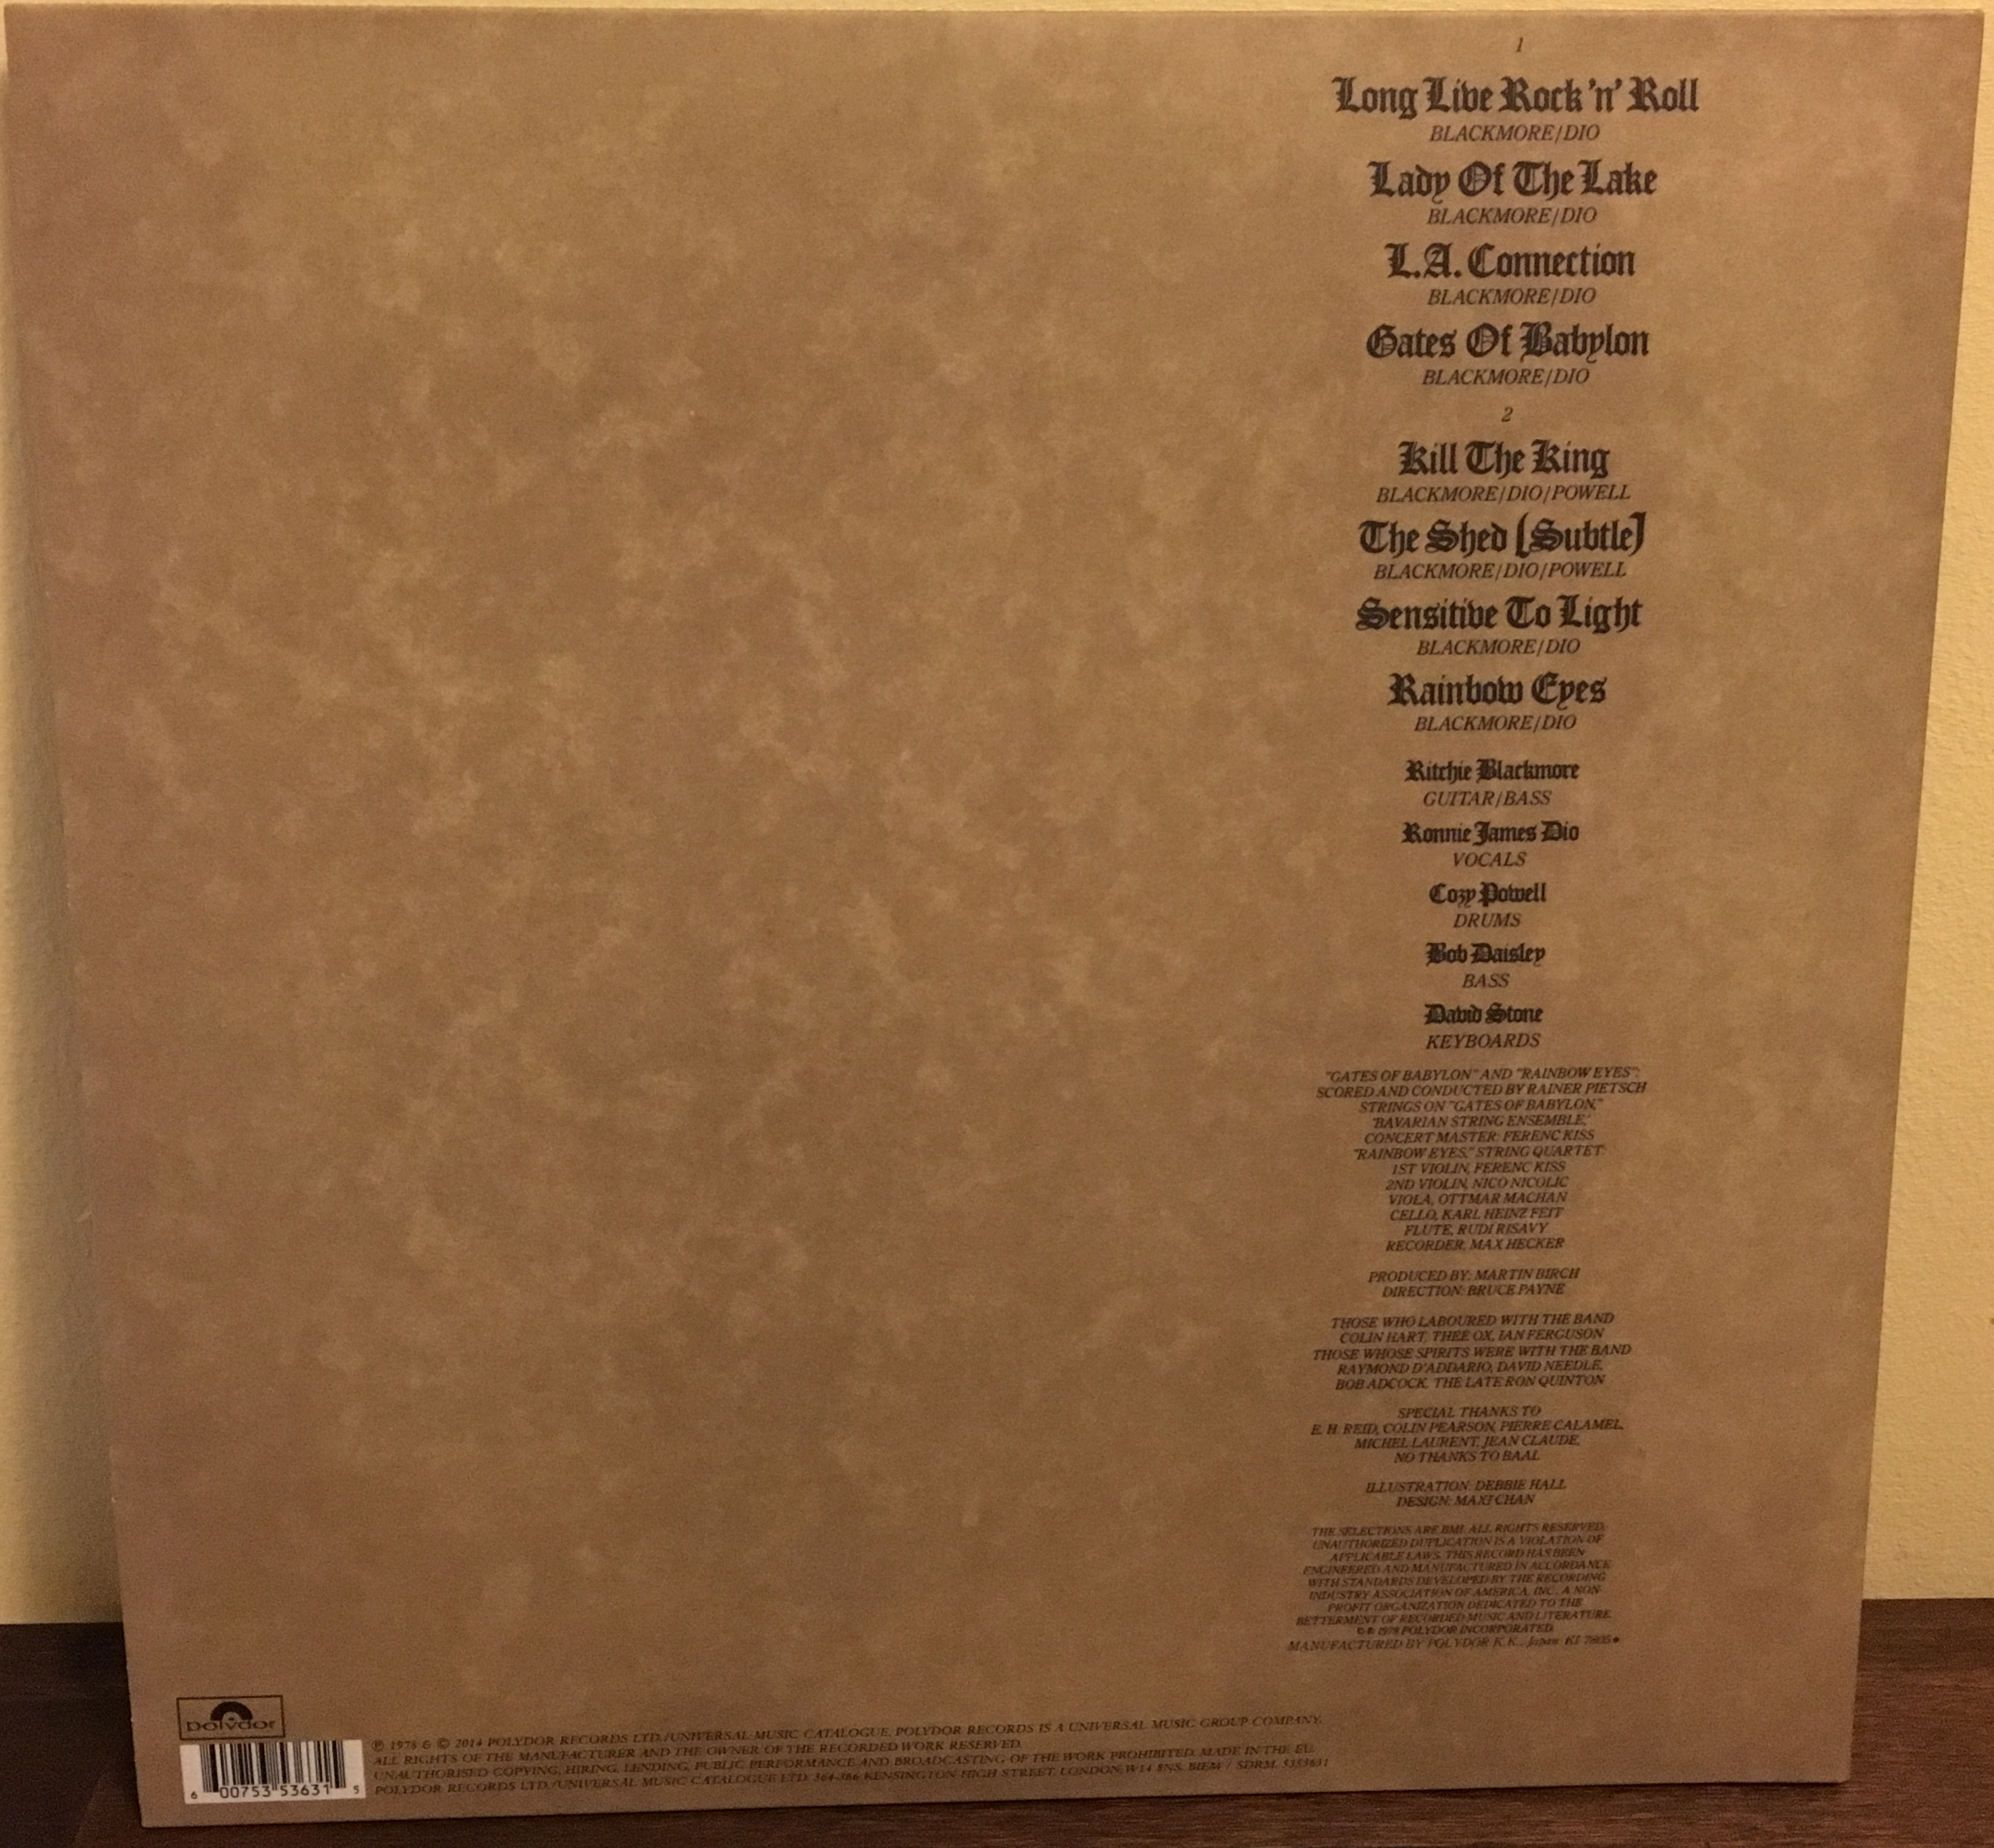 1
Long Live Rock 'n' Roll
BLACKMORE/DIO
Lady Of The Lake
BLACKMORE/DIO
L.A. Connection
BLACKMORE/DIO
Gates Of Babylon
BLACKMORE/DIO
2
Kill The King
BLACKMORE/DIO/POWELL
The Shed (Subtle)
BLACKMORE/DIO/POWELL
Sensitive To Light
BLACKMORE/DIO
Rainbow Eyes
BLACKMORE/DIO
Ritchie Blackmore
GUITAR/BASS
Ronnie James Dio
VOCALS
Cozy Powell
DRUMS
Bob Daisley
BASS
David Stone
KEYBOARDS
"GATES OF BABYLON" AND "RAINBOW EYES":
SCORED AND CONDUCTED BY RAINER PIETSCH
STRINGS ON "GATES OF BABYLON,"
'BAVARIAN STRING ENSEMBLE,'
CONCERT MASTER: FERENC KISS
"RAINBOW EYES," STRING QUARTET:
1ST VIOLIN, FERENC KISS
2ND VIOLIN, NICO NICOLIC
VIOLA, OTTMAR MACHAN
CELLO, KARL HEINZ FEIT
FLUTE, RUDI RISAVY
RECORDER, MAX HECKER
PRODUCED BY: MARTIN BIRCH
DIRECTION: BRUCE PAYNE
THOSE WHO LABOURED WITH THE BAND
COLIN HART, THEE OX, IAN FERGUSON
THOSE WHOSE SPIRITS WERE WITH THE BAND
RAYMOND D'ADDARIO, DAVID NEEDLE,
BOB ADCOCK, THE LATE RON QUINTON
SPECIAL THANKS TO
E. H. REID, COLIN PEARSON, PIERRE CALAMEL,
MICHEL LAURENT, JEAN CLAUDE,
NO THANKS TO BAAL
ILLUSTRATION: DEBBIE HALL
DESIGN: MAXI CHAN
THE SELECTIONS ARE BMI. ALL RIGHTS RESERVED.
UNAUTHORIZED DUPLICATION IS A VIOLATION OF
APPLICABLE LAWS. THIS RECORD HAS BEEN
ENGINEERED AND MANUFACTURED IN ACCORDANCE
WITH STANDARDS DEVELOPED BY THE RECORDING
INDUSTRY ASSOCIATION OF AMERICA, INC., A NON-
PROFIT ORGANIZATION DEDICATED TO THE
BETTERMENT OF RECORDED MUSIC AND LITERATURE.
© ℗ 1978 POLYDOR INCORPORATED
MANUFACTURED BY POLYDOR K.K., Japan KI 7805
polydor
℗ 1978 & © 2014 POLYDOR RECORDS LTD./UNIVERSAL MUSIC CATALOGUE. POLYDOR RECORDS IS A UNIVERSAL MUSIC GROUP COMPANY.
ALL RIGHTS OF THE MANUFACTURER AND THE OWNER OF THE RECORDED WORK RESERVED.
UNAUTHORISED COPYING, HIRING, LENDING, PUBLIC PERFORMANCE AND BROADCASTING OF THE WORK PROHIBITED. MADE IN THE EU.
POLYDOR RECORDS LTD./UNIVERSAL MUSIC CATALOGUE LTD. 364-366 KENSINGTON HIGH STREET, LONDON, W14 8NS. BIEM / SDRM. 5353631
6 00753 53631 5